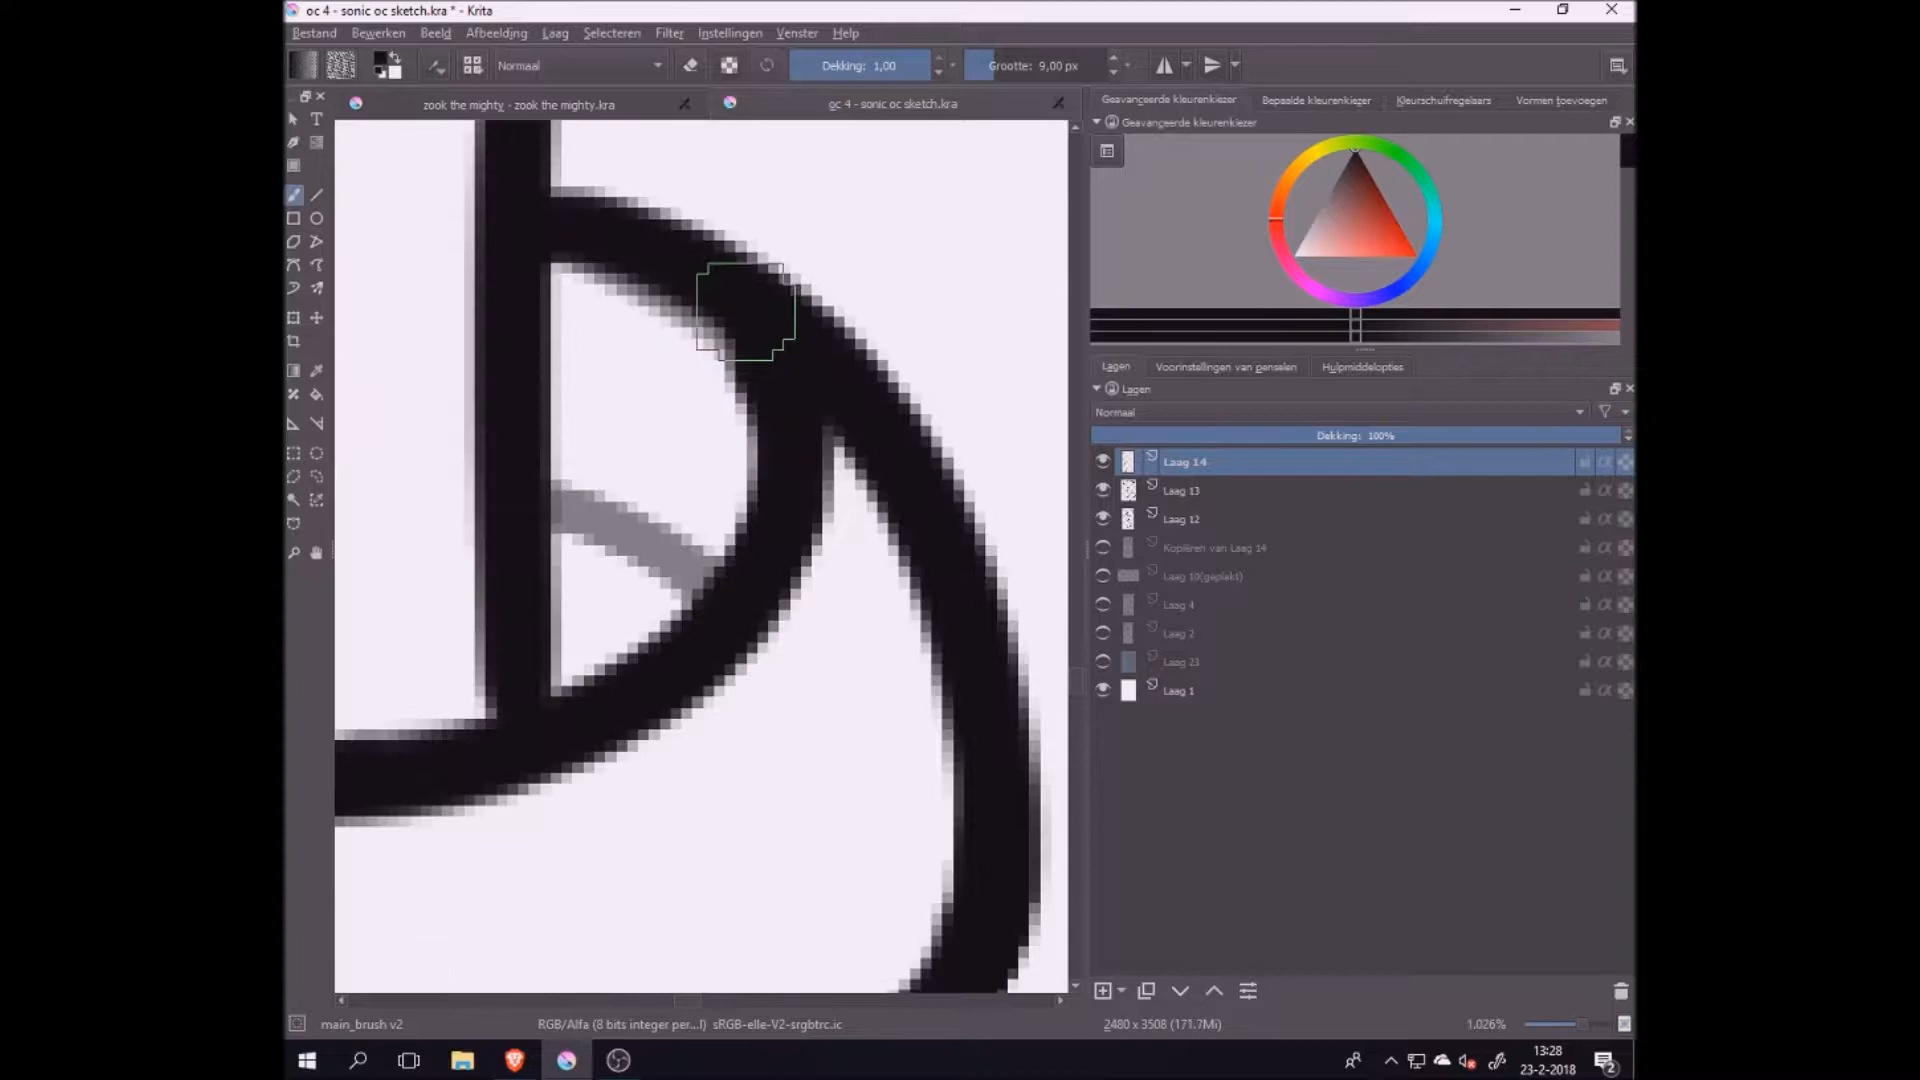 oc 4 - sonic oc sketch.kra * - Krita
Bestand Bewerken Beeld Afbeelding Laag Selecteren Filter Instellingen Venster Help
Normaal Dekking: 1,00 Grootte: 9,00 px
zook the mighty - zook the mighty.kra oc 4 - sonic oc sketch.kra
Geavanceerde kleurenkiezer Bepaalde kleurenkiezer Kleurschuifregelaars Vormen toevoegen
Geavanceerde kleurenkiezer
Lagen Voorinstellingen van penselen Hulpmiddelopties
Lagen
Normaal
Dekking: 100%
Laag 14
Laag 13
Laag 12
Kopiëren van Laag 14
Laag 10(geplakt)
Laag 4
Laag 2
Laag 23
Laag 1
main_brush v2 RGB/Alfa (8 bits integer per...l) sRGB-elle-V2-srgbtrc.ic 2480 x 3508 (171.7Mi) 1.026%
13:28
23-2-2018
2